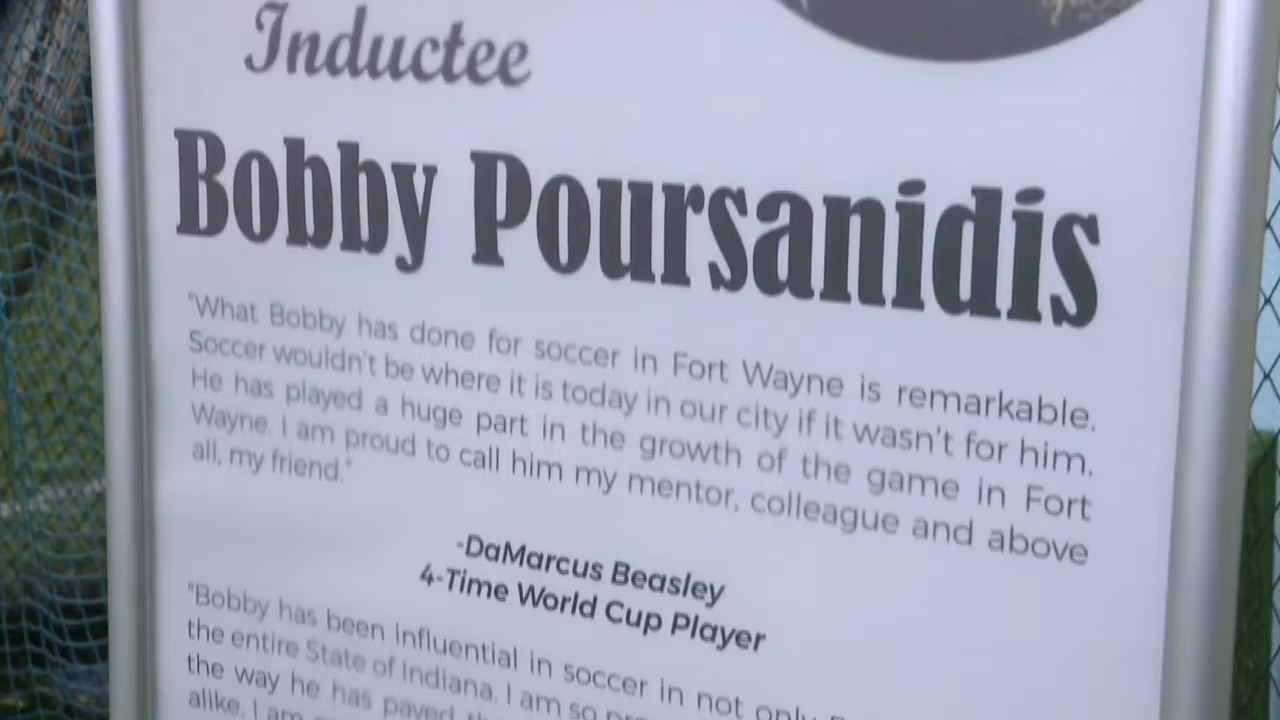 Inductee
Bobby Poursanidis
"What Bobby has done for soccer in Fort Wayne is remarkable.
Soccer wouldn't be where it is today in our city if it wasn't for him.
He has played a huge part in the growth of the game in Fort
Wayne. I am proud to call him my mentor, colleague and above
all, my friend."
-DaMarcus Beasley
4-Time World Cup Player
"Bobby has been influential in soccer in not only
the entire State of Indiana. I am so
the way he has paved
alike. I am